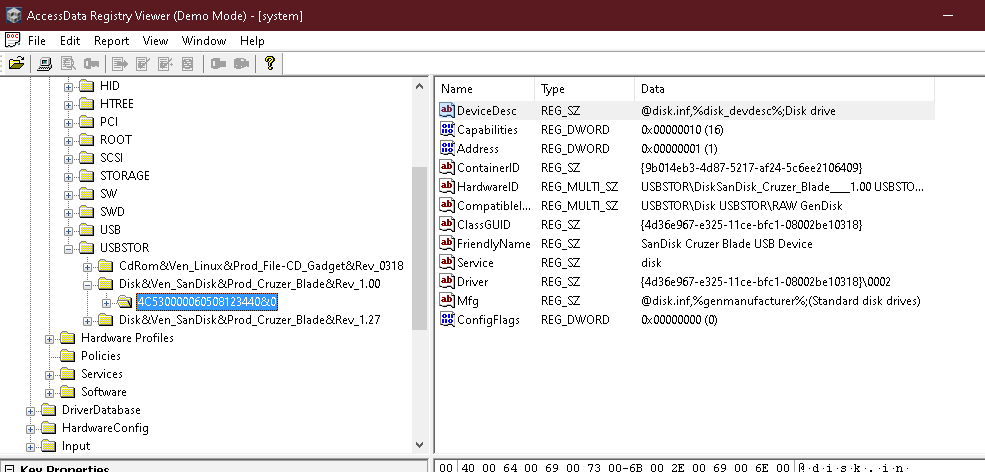 AccessData Registry Viewer (Demo Mode) - [system]
File Edit Report View Window Help
HID
HTREE
PCI
ROOT
SCSI
STORAGE
SW
SWD
USB
USBSTOR
CdRom&Ven_Linux&Prod_File-CD_Gadget&Rev_0318
Disk&Ven_SanDisk&Prod_Cruzer_Blade&Rev_1.00
4C530000060508123440&0
Disk&Ven_SanDisk&Prod_Cruzer_Blade&Rev_1.27
Hardware Profiles
Policies
Services
Software
DriverDatabase
HardwareConfig
Input
Key Properties
Name Type Data
DeviceDesc REG_SZ @disk.inf,%disk_devdesc%;Disk drive
Capabilities REG_DWORD 0x00000010 (16)
Address REG_DWORD 0x00000001 (1)
ContainerID REG_SZ {9b014eb3-4d87-5217-af24-5c6ee2106409}
HardwareID REG_MULTI_SZ USBSTOR\DiskSanDisk_Cruzer_Blade____1.00 USBSTO...
CompatibleI... REG_MULTI_SZ USBSTOR\Disk USBSTOR\RAW GenDisk
ClassGUID REG_SZ {4d36e967-e325-11ce-bfc1-08002be10318}
FriendlyName REG_SZ SanDisk Cruzer Blade USB Device
Service REG_SZ disk
Driver REG_SZ {4d36e967-e325-11ce-bfc1-08002be10318}\0002
Mfg REG_SZ @disk.inf,%genmanufacturer%;(Standard disk drives)
ConfigFlags REG_DWORD 0x00000000 (0)
00 40 00 64 00 69 00 73 00-6B 00 2E 00 69 00 6E 00 @·d·i·s·k·.·i·n·